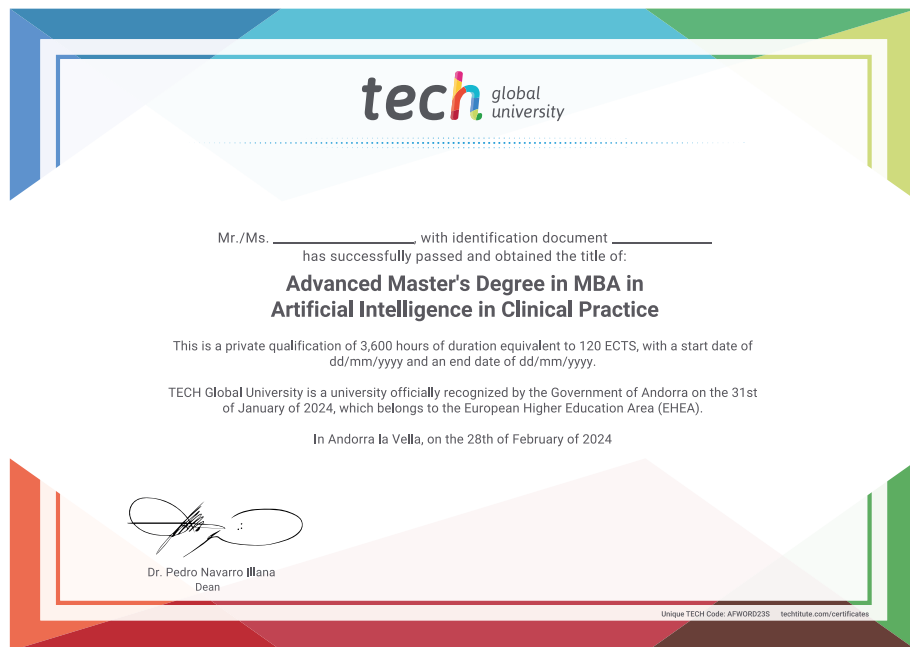 tech global
university
Mr./Ms. ____________, with identification document ____________
has successfully passed and obtained the title of:
Advanced Master's Degree in MBA in
Artificial Intelligence in Clinical Practice
This is a private qualification of 3,600 hours of duration equivalent to 120 ECTS, with a start date of
dd/mm/yyyy and an end date of dd/mm/yyyy.
TECH Global University is a university officially recognized by the Government of Andorra on the 31st
of January of 2024, which belongs to the European Higher Education Area (EHEA).
In Andorra la Vella, on the 28th of February of 2024
Dr. Pedro Navarro Illana
Dean
Unique TECH Code: AFWORD23S techtitute.com/certificates